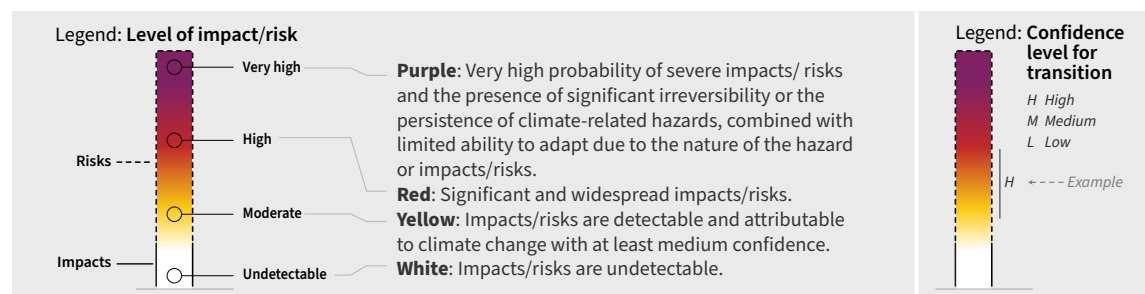 Legend: Level of impact/risk
Very high
High
Moderate
Undetectable
Risks
Impacts
Purple: Very high probability of severe impacts/ risks
and the presence of significant irreversibility or the
persistence of climate-related hazards, combined with
limited ability to adapt due to the nature of the hazard
or impacts/risks.
Red: Significant and widespread impacts/risks.
Yellow: Impacts/risks are detectable and attributable
to climate change with at least medium confidence.
White: Impacts/risks are undetectable.
Legend: Confidence
level for
transition
H High
M Medium
L Low
H
Example